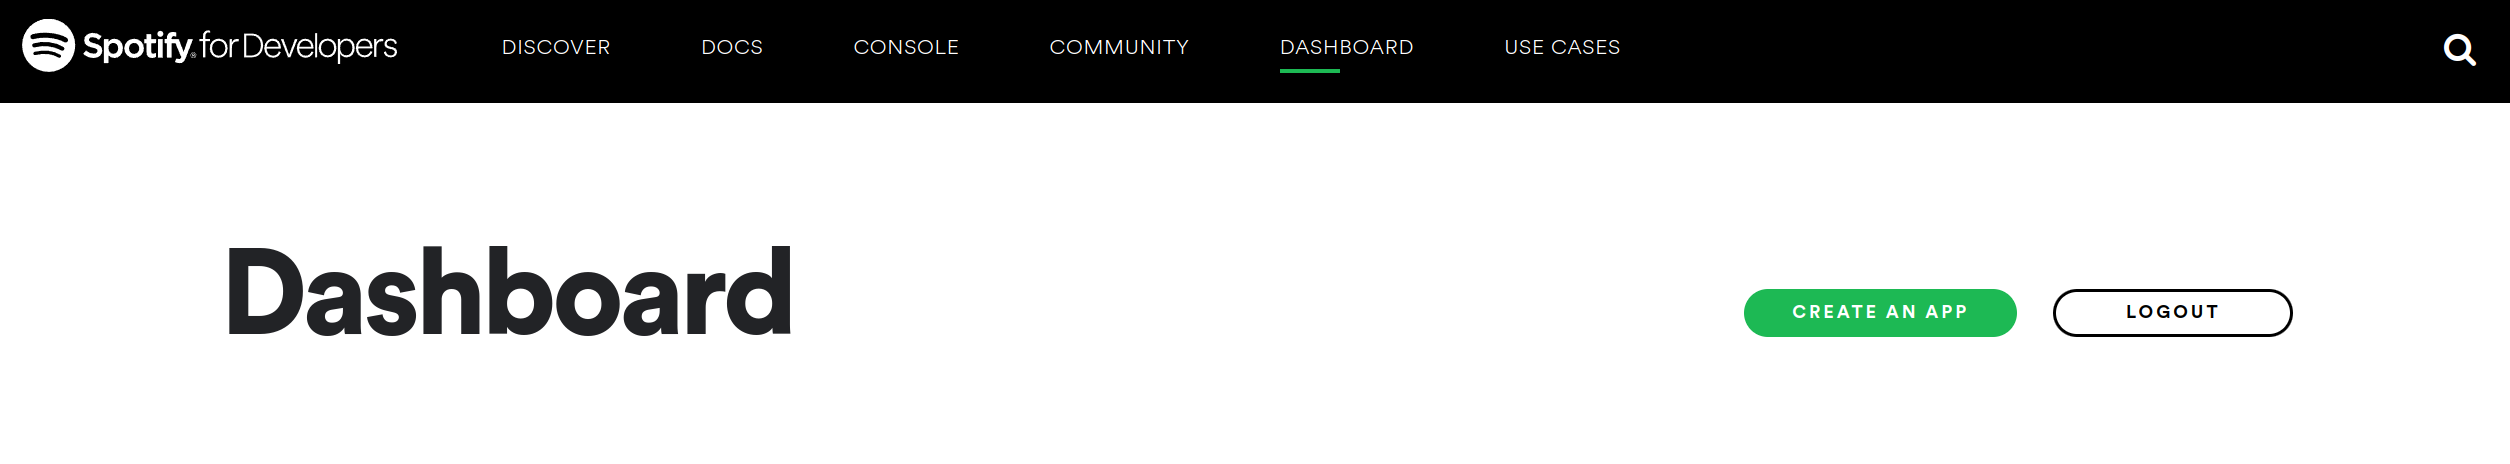 Spotify® for Developers DISCOVER DOCS CONSOLE COMMUNITY DASHBOARD USE CASES
Dashboard
CREATE AN APP LOGOUT